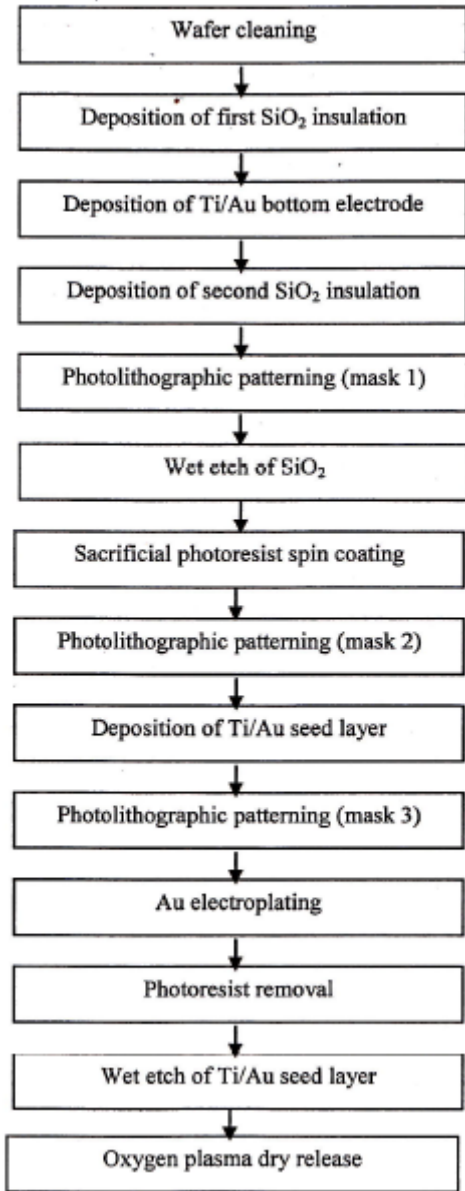 Wafer cleaning
Deposition of first SiO₂ insulation
Deposition of Ti/Au bottom electrode
Deposition of second SiO₂ insulation
Photolithographic patterning (mask 1)
Wet etch of SiO₂
Sacrificial photoresist spin coating
Photolithographic patterning (mask 2)
Deposition of Ti/Au seed layer
Photolithographic patterning (mask 3)
Au electroplating
Photoresist removal
Wet etch of Ti/Au seed layer
Oxygen plasma dry release